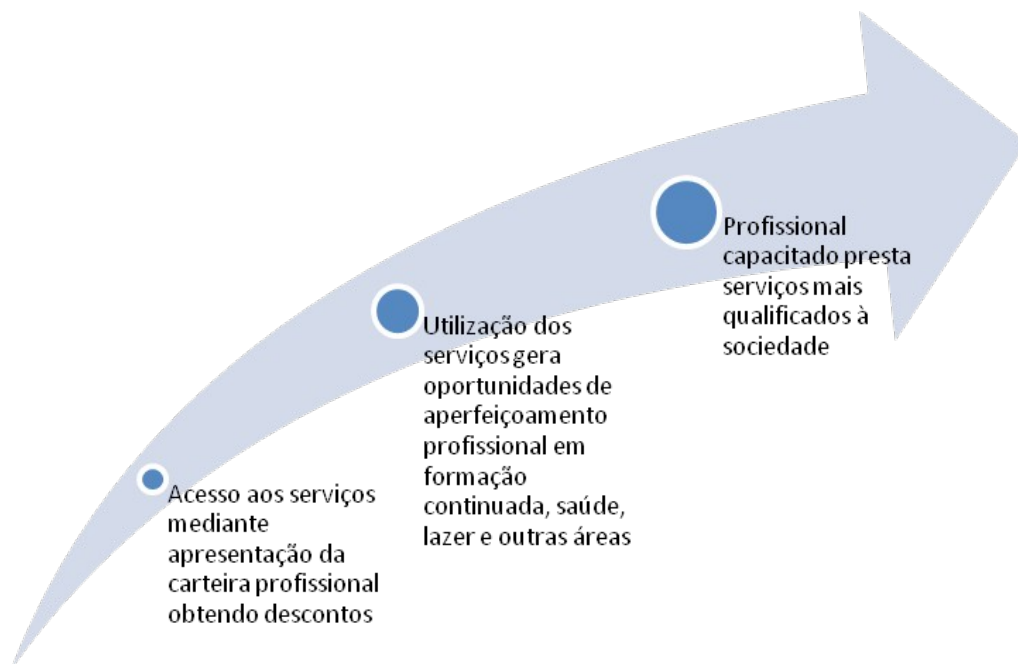 Acesso aos serviços
mediante
apresentação da
carteira profissional
obtendo descontos
Utilização dos
serviços gera
oportunidades de
aperfeiçoamento
profissional em
formação
continuada, saúde,
lazer e outras áreas
Profissional
capacitado presta
serviços mais
qualificados à
sociedade